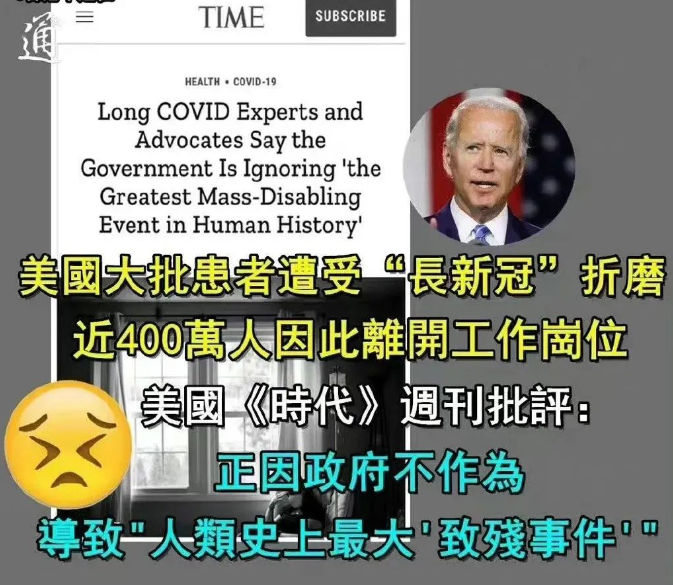 通
TIME
SUBSCRIBE
HEALTH • COVID-19
Long COVID Experts and
Advocates Say the
Government Is Ignoring 'the
Greatest Mass-Disabling
Event in Human History'
美國大批患者遭受“長新冠”折磨
近400萬人因此離開工作崗位
美國《時代》週刊批評：
正因政府不作為
導致"人類史上最大'致殘事件'"